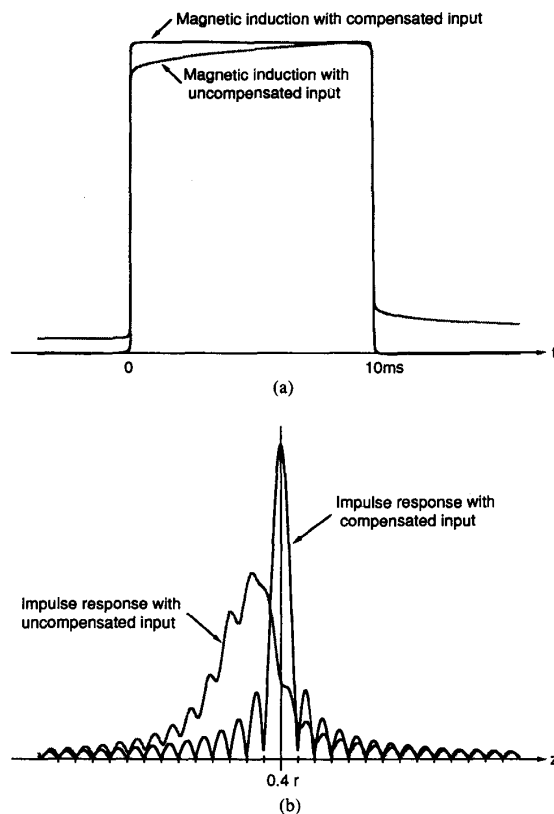 Magnetic induction with compensated input
Magnetic induction with
uncompensated input
t
0
10ms
(a)
Impulse response with
compensated input
Impulse response with
uncompensated input
z
0.4 r
(b)